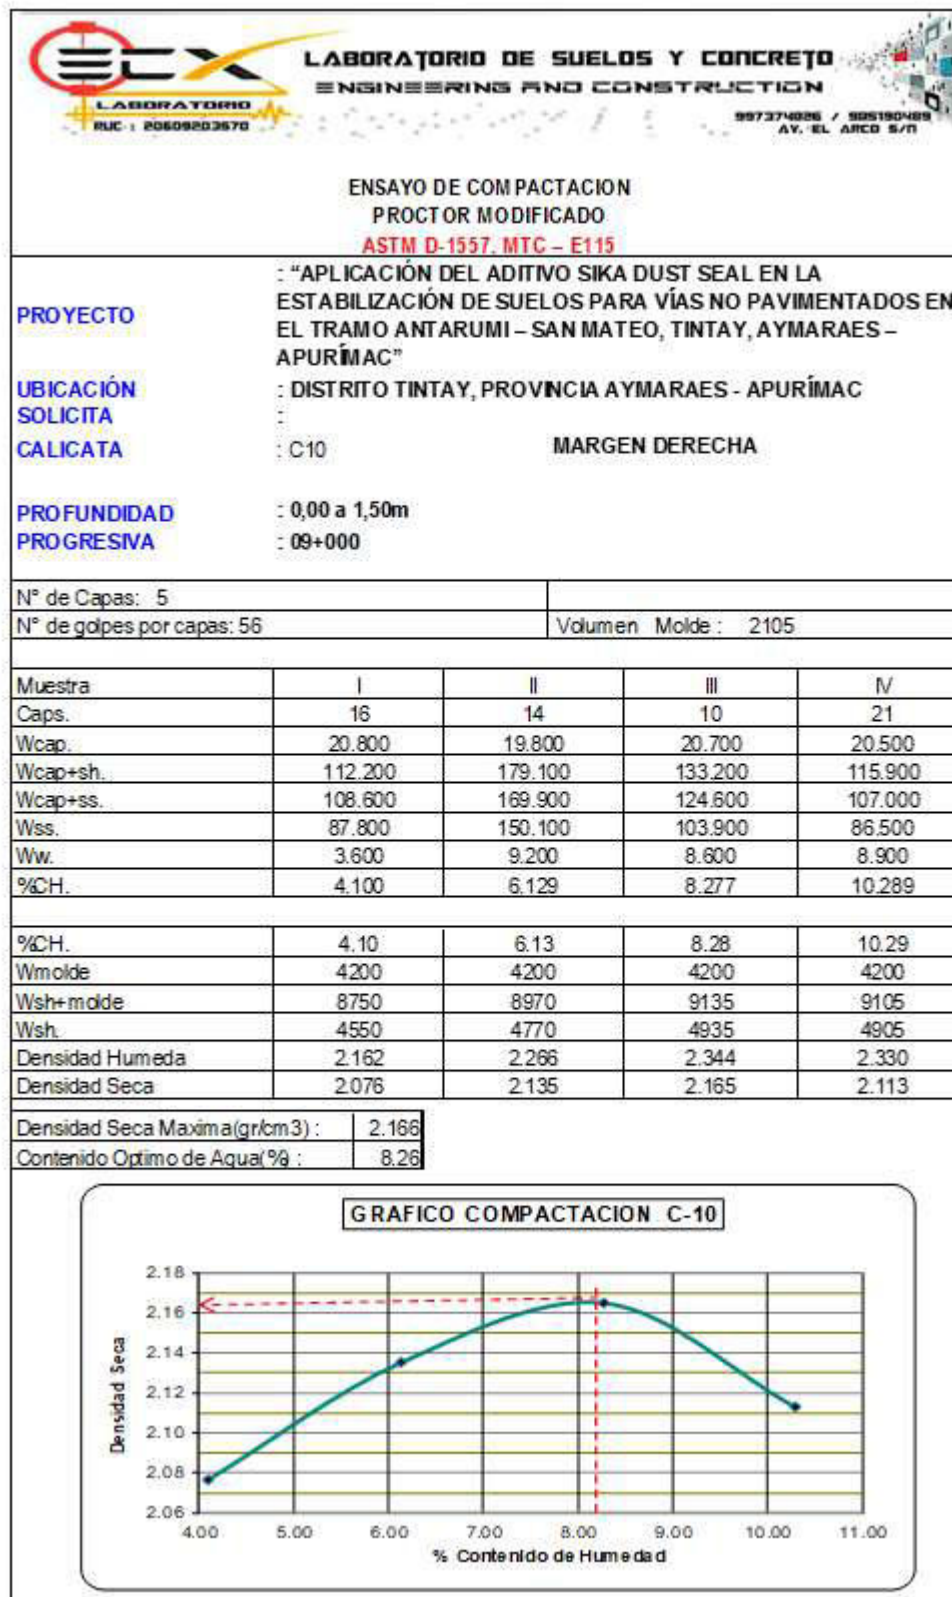 ECX
LABORATORIO
RUC : 20609203570
LABORATORIO DE SUELOS Y CONCRETO
ENGINEERING AND CONSTRUCTION
997374026 / 985190489
AV. EL ARCO S/N
ENSAYO DE COMPACTACION
PROCTOR MODIFICADO
ASTM D-1557, MTC – E115
PROYECTO : “APLICACIÓN DEL ADITIVO SIKA DUST SEAL EN LA
ESTABILIZACIÓN DE SUELOS PARA VÍAS NO PAVIMENTADOS EN
EL TRAMO ANTARUMI – SAN MATEO, TINTAY, AYMARAES –
APURÍMAC”
UBICACIÓN : DISTRITO TINTAY, PROVINCIA AYMARAES - APURÍMAC
SOLICITA :
CALICATA : C10 MARGEN DERECHA
PROFUNDIDAD : 0,00 a 1,50m
PROGRESIVA : 09+000
N° de Capas: 5
N° de golpes por capas: 56 Volumen Molde : 2105
Muestra I II III IV
Caps. 16 14 10 21
Wcap. 20.800 19.800 20.700 20.500
Wcap+sh. 112.200 179.100 133.200 115.900
Wcap+ss. 108.600 169.900 124.600 107.000
Wss. 87.800 150.100 103.900 86.500
Ww. 3.600 9.200 8.600 8.900
%CH. 4.100 6.129 8.277 10.289
%CH. 4.10 6.13 8.28 10.29
Wmolde 4200 4200 4200 4200
Wsh+molde 8750 8970 9135 9105
Wsh. 4550 4770 4935 4905
Densidad Humeda 2.162 2.266 2.344 2.330
Densidad Seca 2.076 2.135 2.165 2.113
Densidad Seca Maxima(gr/cm3) : 2.166
Contenido Optimo de Agua(%) : 8.26
GRAFICO COMPACTACION C-10
Densidad Seca
2.18
2.16
2.14
2.12
2.10
2.08
2.06
4.00 5.00 6.00 7.00 8.00 9.00 10.00 11.00
% Contenido de Humedad